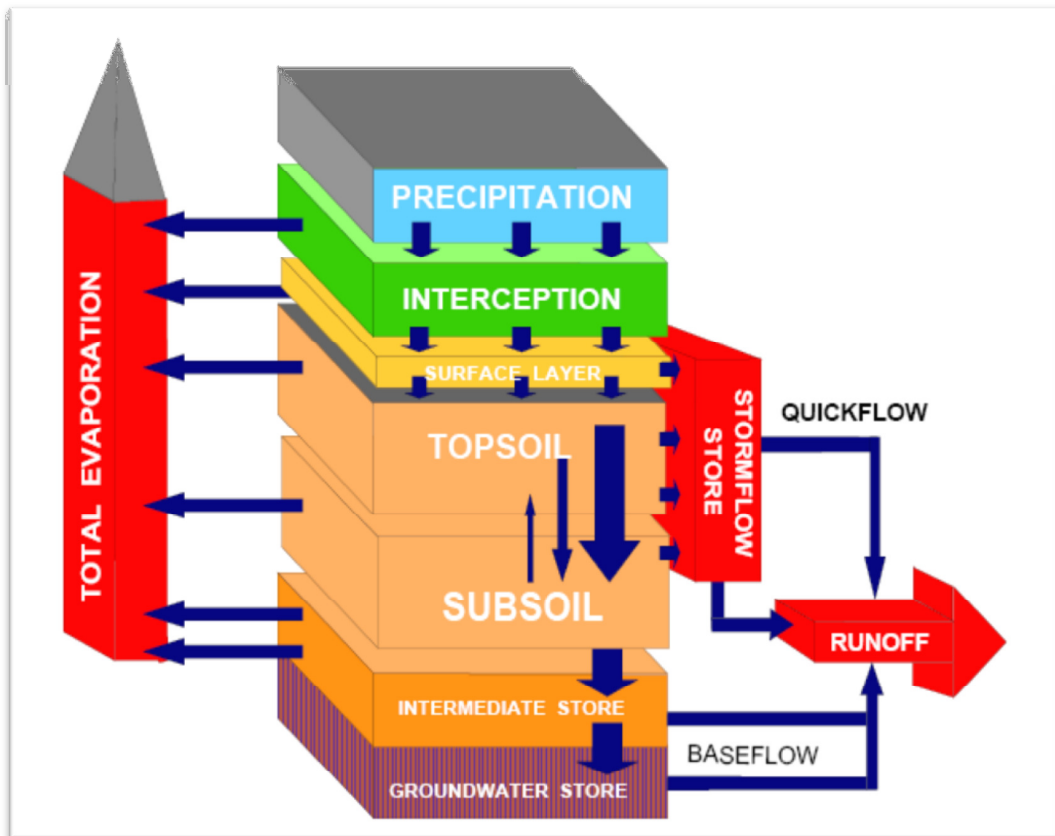 PRECIPITATION
INTERCEPTION
SURFACE LAYER
TOPSOIL
SUBSOIL
INTERMEDIATE STORE
GROUNDWATER STORE
TOTAL EVAPORATION
STORMFLOW
STORE
QUICKFLOW
RUNOFF
BASEFLOW